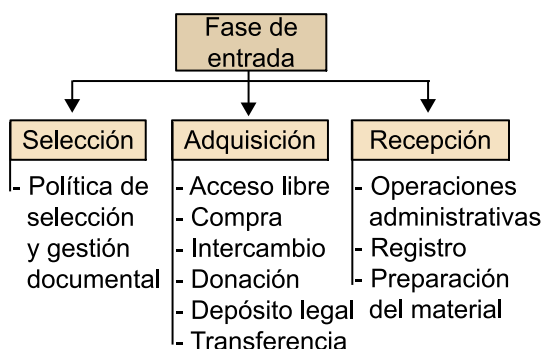 Fase de
entrada
Selección
- Política de
selección
y gestión
documental
Adquisición
- Acceso libre
- Compra
- Intercambio
- Donación
- Depósito legal
- Transferencia
Recepción
- Operaciones
administrativas
- Registro
- Preparación
del material